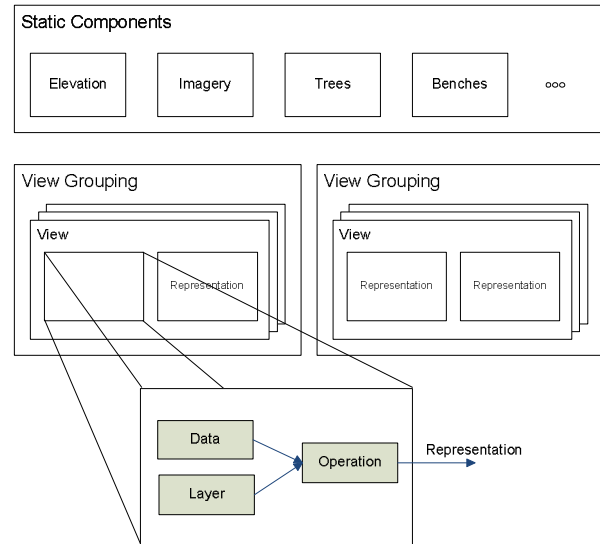 Static Components
Elevation
Imagery
Trees
Benches
ooo
View Grouping
View
Representation
View Grouping
View
Representation
Representation
Data
Layer
Operation
Representation